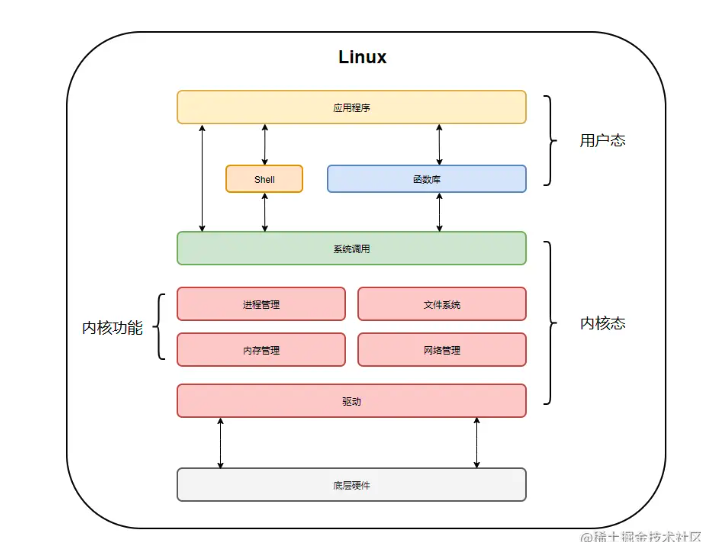 Linux
应用程序
用户态
Shell
函数库
系统调用
进程管理
文件系统
内核功能
内核态
内存管理
网络管理
驱动
底层硬件
@稀土掘金技术社区